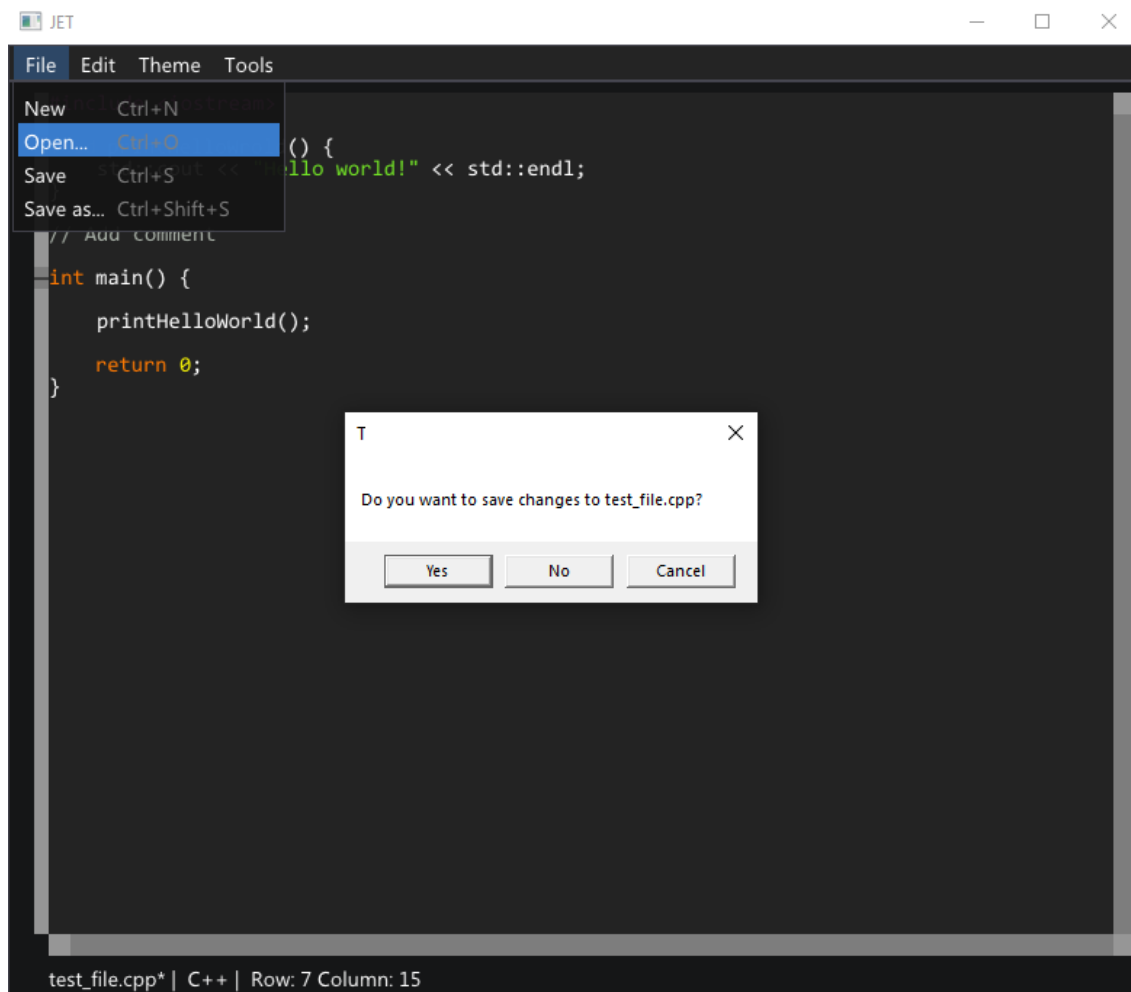 JET
File Edit Theme Tools
New Ctrl+N
Open... Ctrl+O
Save Ctrl+S
Save as... Ctrl+Shift+S
() {
"Hello world!" << std::endl;
// Add comment
int main() {
printHelloWorld();
return 0;
}
T
Do you want to save changes to test_file.cpp?
Yes No Cancel
test_file.cpp* | C++ | Row: 7 Column: 15